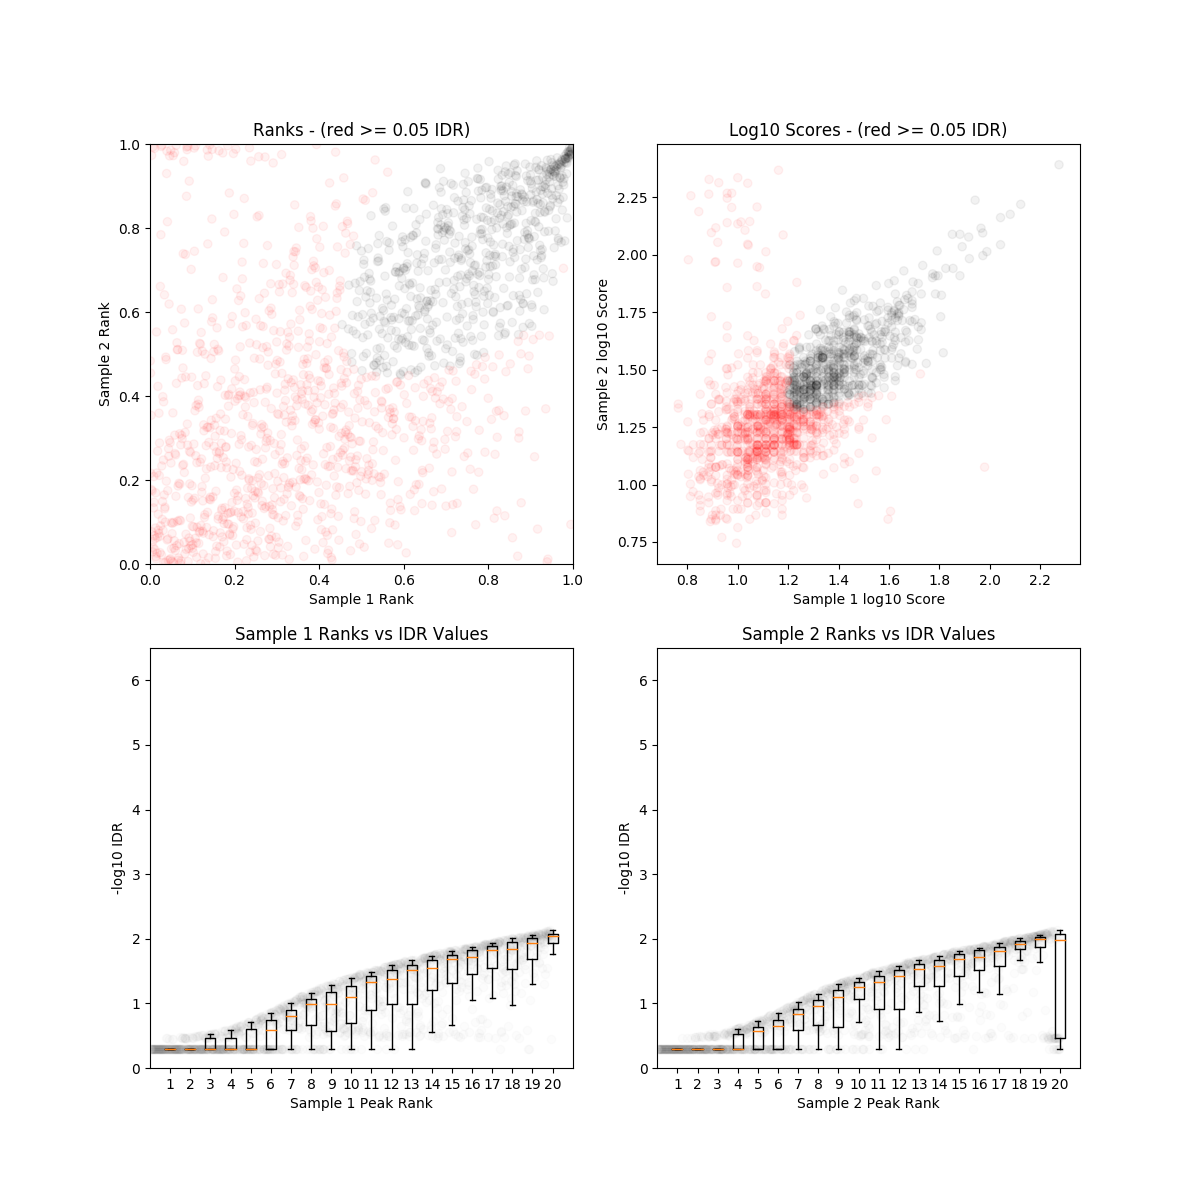 Ranks - (red >= 0.05 IDR)
1.0
0.8
0.6
0.4
0.2
0.0
Sample 2 Rank
0.0 0.2 0.4 0.6 0.8 1.0
Sample 1 Rank
Log10 Scores - (red >= 0.05 IDR)
2.25
2.00
1.75
1.50
1.25
1.00
0.75
Sample 2 log10 Score
0.8 1.0 1.2 1.4 1.6 1.8 2.0 2.2
Sample 1 log10 Score
Sample 1 Ranks vs IDR Values
6
5
4
3
2
1
0
-log10 IDR
1 2 3 4 5 6 7 8 9 10 11 12 13 14 15 16 17 18 19 20
Sample 1 Peak Rank
Sample 2 Ranks vs IDR Values
6
5
4
3
2
1
0
-log10 IDR
1 2 3 4 5 6 7 8 9 10 11 12 13 14 15 16 17 18 19 20
Sample 2 Peak Rank